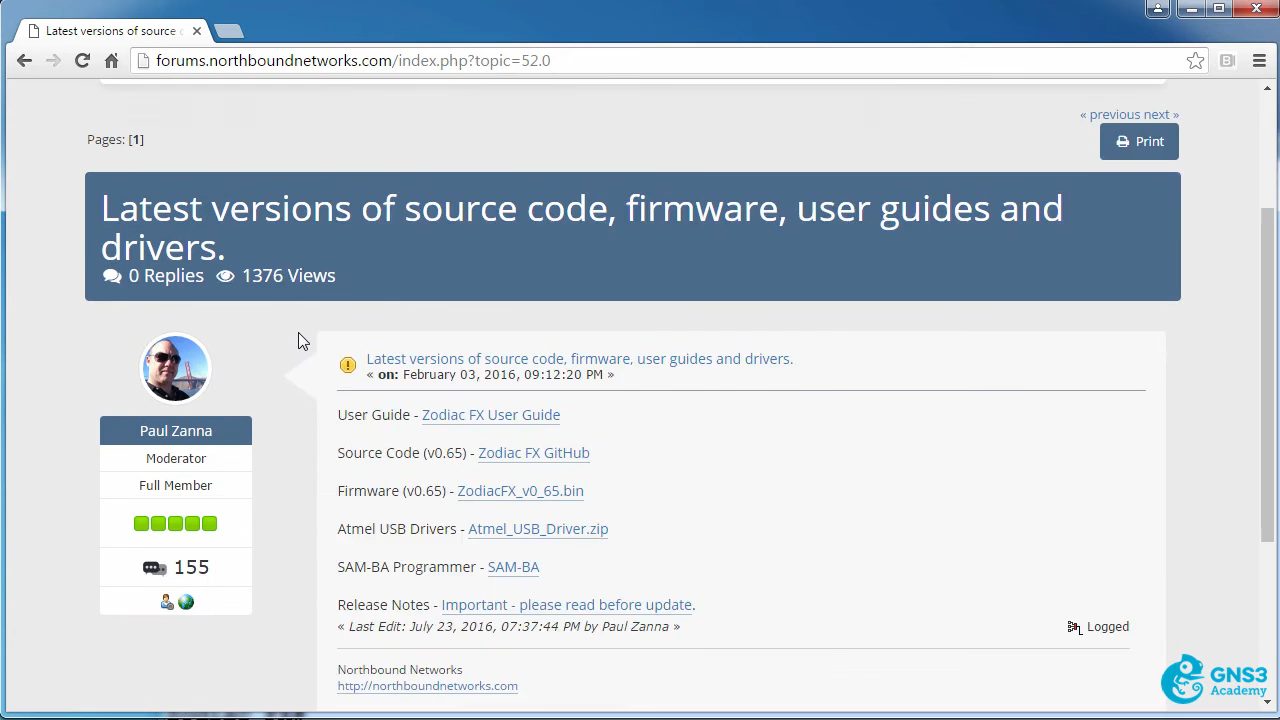 Latest versions of source c
forums.northboundnetworks.com/index.php?topic=52.0
« previous next »
Pages: [1]
Print
Latest versions of source code, firmware, user guides and
drivers.
0 Replies 1376 Views
Latest versions of source code, firmware, user guides and drivers.
« on: February 03, 2016, 09:12:20 PM »
Paul Zanna
Moderator
Full Member
155
User Guide - Zodiac FX User Guide
Source Code (v0.65) - Zodiac FX GitHub
Firmware (v0.65) - ZodiacFX_v0_65.bin
Atmel USB Drivers - Atmel_USB_Driver.zip
SAM-BA Programmer - SAM-BA
Release Notes - Important - please read before update.
« Last Edit: July 23, 2016, 07:37:44 PM by Paul Zanna »
Logged
Northbound Networks
http://northboundnetworks.com
GNS3
Academy